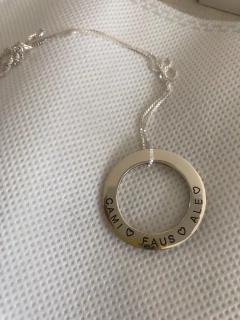 CAMI ♡ FAUS ♡ ALE ♡